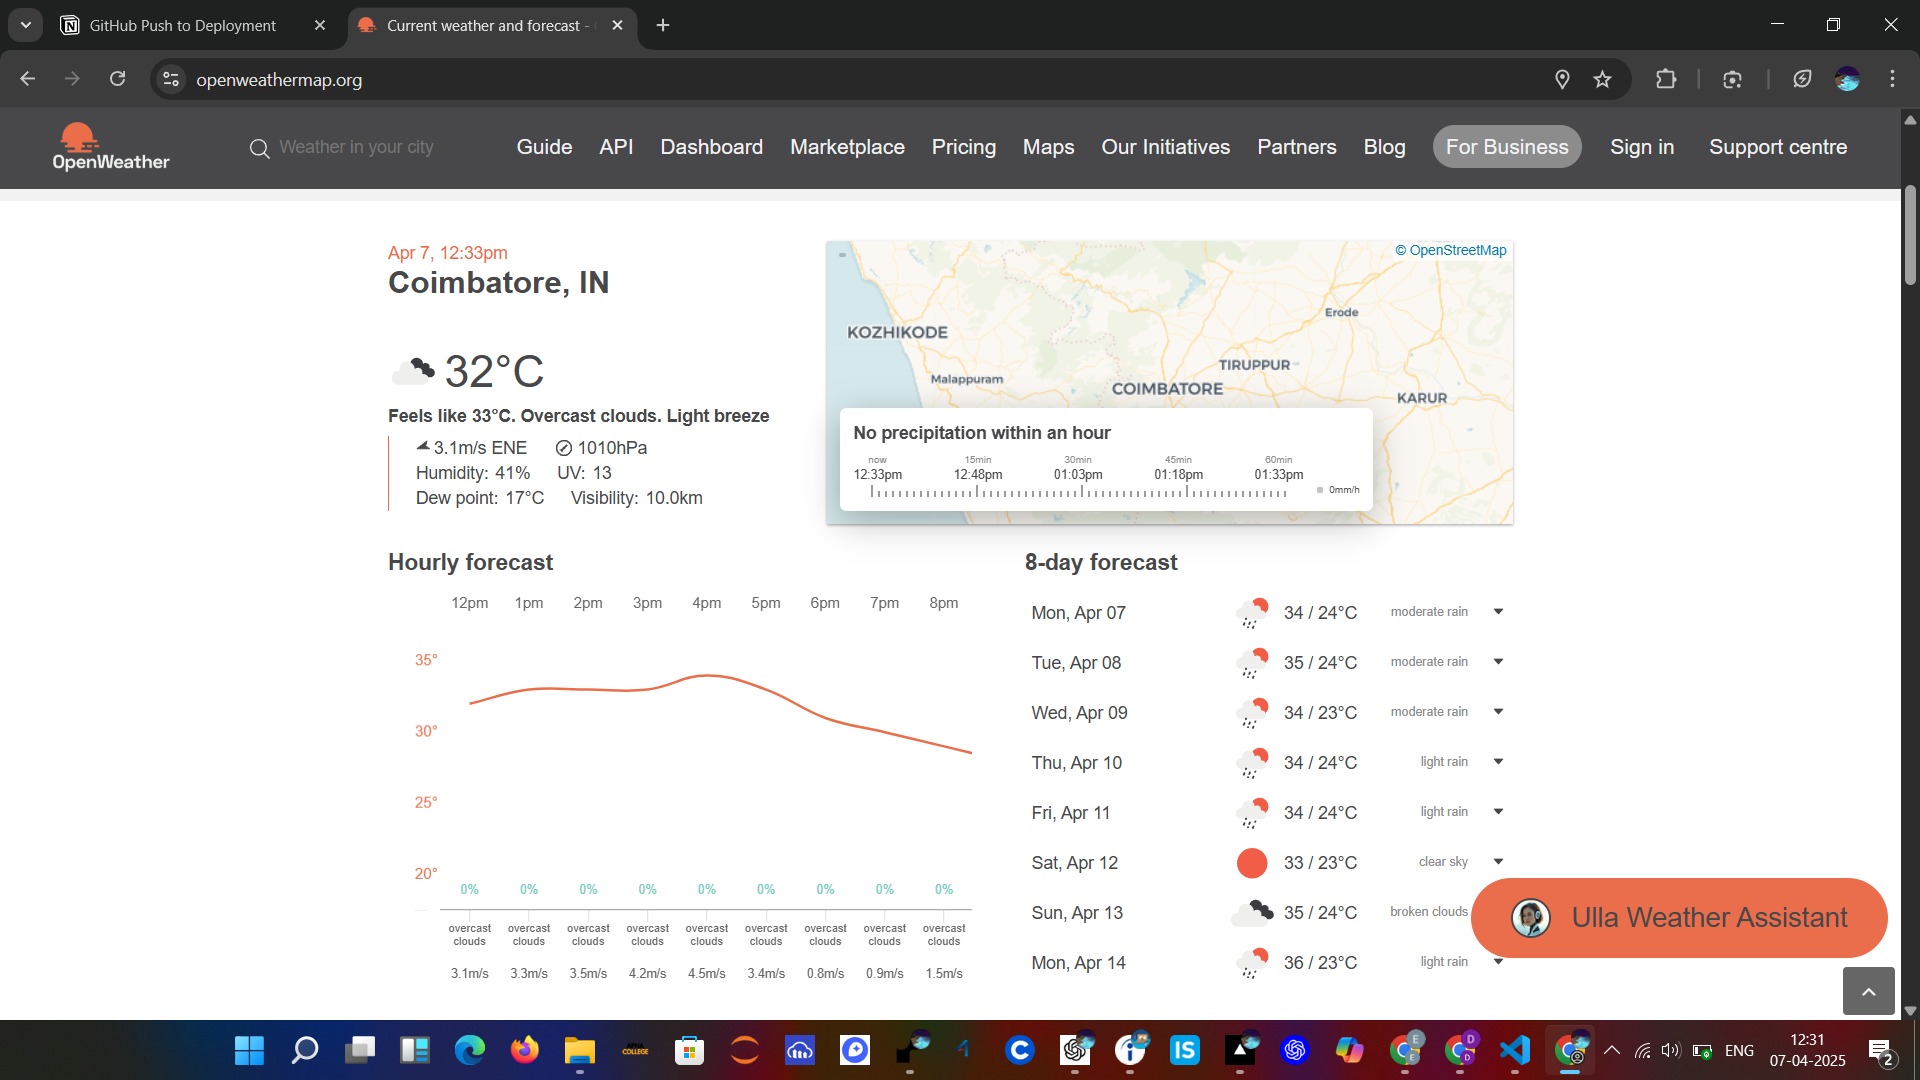 GitHub Push to Deployment
Current weather and forecast -
openweathermap.org
OpenWeather
Weather in your city
Guide API Dashboard Marketplace Pricing Maps Our Initiatives Partners Blog For Business Sign in Support centre
Apr 7, 12:33pm
Coimbatore, IN
32°C
Feels like 33°C. Overcast clouds. Light breeze
3.1m/s ENE 1010hPa
Humidity: 41% UV: 13
Dew point: 17°C Visibility: 10.0km
© OpenStreetMap
Erode
KOZHIKODE
TIRUPPUR
Malappuram
COIMBATORE
KARUR
No precipitation within an hour
now 15min 30min 45min 60min
12:33pm 12:48pm 01:03pm 01:18pm 01:33pm
0mm/h
Hourly forecast
12pm 1pm 2pm 3pm 4pm 5pm 6pm 7pm 8pm
35°
30°
25°
20°
0% 0% 0% 0% 0% 0% 0% 0% 0%
overcast overcast overcast overcast overcast overcast overcast overcast overcast
clouds clouds clouds clouds clouds clouds clouds clouds clouds
3.1m/s 3.3m/s 3.5m/s 4.2m/s 4.5m/s 3.4m/s 0.8m/s 0.9m/s 1.5m/s
8-day forecast
Mon, Apr 07 34 / 24°C moderate rain
Tue, Apr 08 35 / 24°C moderate rain
Wed, Apr 09 34 / 23°C moderate rain
Thu, Apr 10 34 / 24°C light rain
Fri, Apr 11 34 / 24°C light rain
Sat, Apr 12 33 / 23°C clear sky
Sun, Apr 13 35 / 24°C broken clouds
Mon, Apr 14 36 / 23°C light rain
Ulla Weather Assistant
ENG
12:31
07-04-2025
2